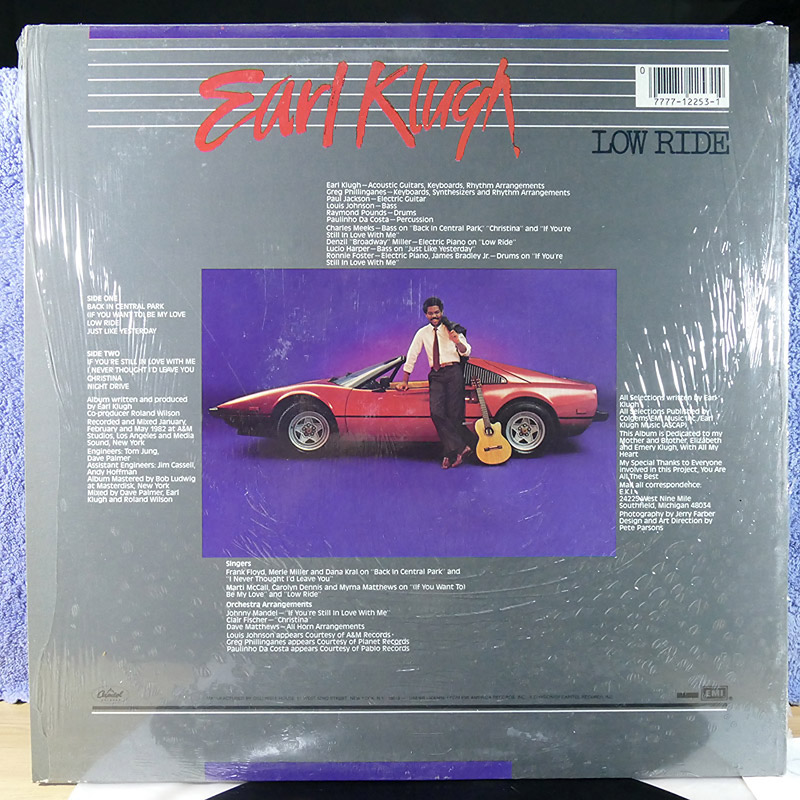 Earl Klugh
0
7777-12253-1
LOW RIDE
Earl Klugh—Acoustic Guitars, Keyboards, Rhythm Arrangements
Greg Phillinganes—Keyboards, Synthesizers and Rhythm Arrangements
Paul Jackson—Electric Guitar
Louis Johnson—Bass
Raymond Pounds—Drums
Paulinho Da Costa—Percussion
Charles Meeks—Bass on "Back In Central Park," "Christina" and "If You're
Still In Love With Me"
Denzil "Broadway" Miller—Electric Piano on "Low Ride"
Lucio Harper—Bass on "Just Like Yesterday"
Ronnie Foster—Electric Piano, James Bradley Jr.—Drums on "If You're
Still In Love With Me"
SIDE ONE
BACK IN CENTRAL PARK
(IF YOU WANT TO) BE MY LOVE
LOW RIDE
JUST LIKE YESTERDAY
SIDE TWO
IF YOU'RE STILL IN LOVE WITH ME
I NEVER THOUGHT I'D LEAVE YOU
CHRISTINA
NIGHT DRIVE
Album written and produced
by Earl Klugh
Co-producer Roland Wilson
Recorded and Mixed January,
February and May 1982 at A&M
Studios, Los Angeles and Media
Sound, New York
Engineers: Tom Jung,
Dave Palmer
Assistant Engineers: Jim Cassell,
Andy Hoffman
Album Mastered by Bob Ludwig
at Masterdisk, New York
Mixed by Dave Palmer, Earl
Klugh and Roland Wilson
All Selections written by Earl
Klugh
All Selections Published by
Colgems EMI Music Inc./Earl
Klugh Music (ASCAP)
This Album is Dedicated to my
Mother and Brother, Elizabeth
and Emery Klugh, With All My
Heart
My Special Thanks to Everyone
Involved in this Project, You Are
All The Best
Mail all correspondence:
E.K.I.
24225 West Nine Mile
Southfield, Michigan 48034
Photography by Jerry Farber
Design and Art Direction by
Pete Parsons
Singers
Frank Floyd, Merle Miller and Dana Kral on "Back In Central Park" and
"I Never Thought I'd Leave You"
Marti McCall, Carolyn Dennis and Myrna Matthews on "(If You Want To)
Be My Love" and "Low Ride"
Orchestra Arrangements
Johnny Mandel—"If You're Still In Love With Me"
Clair Fischer—"Christina"
Dave Matthews—All Horn Arrangements
Louis Johnson appears Courtesy of A&M Records
Greg Phillinganes appears Courtesy of Planet Records
Paulinho Da Costa appears Courtesy of Pablo Records
Capitol
EMI